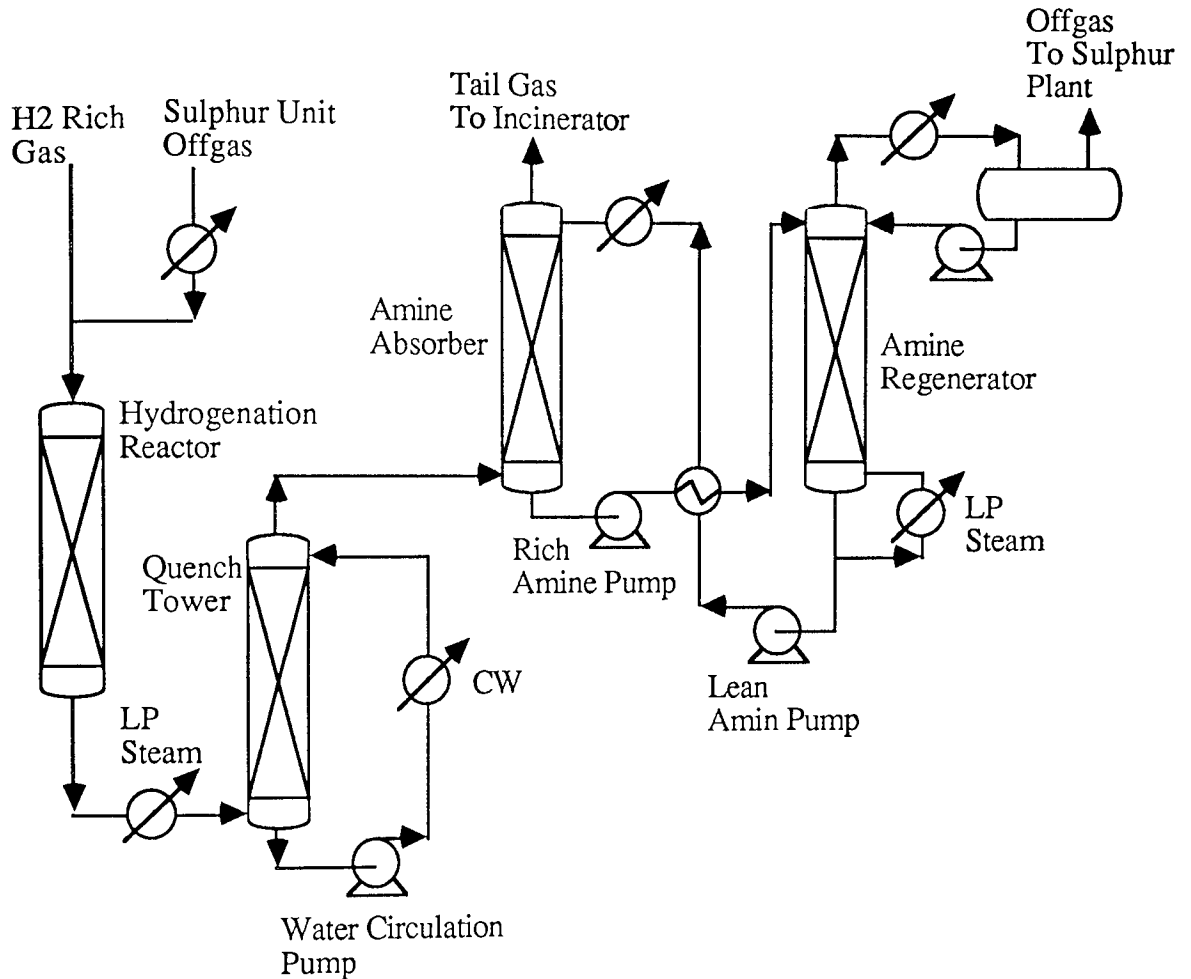 Offgas
To Sulphur
Plant
Tail Gas
To Incinerator
H2 Rich
Gas
Sulphur Unit
Offgas
Amine
Absorber
Amine
Regenerator
Hydrogenation
Reactor
LP
Steam
Rich
Amine Pump
Quench
Tower
CW
Lean
Amin Pump
LP
Steam
Water Circulation
Pump